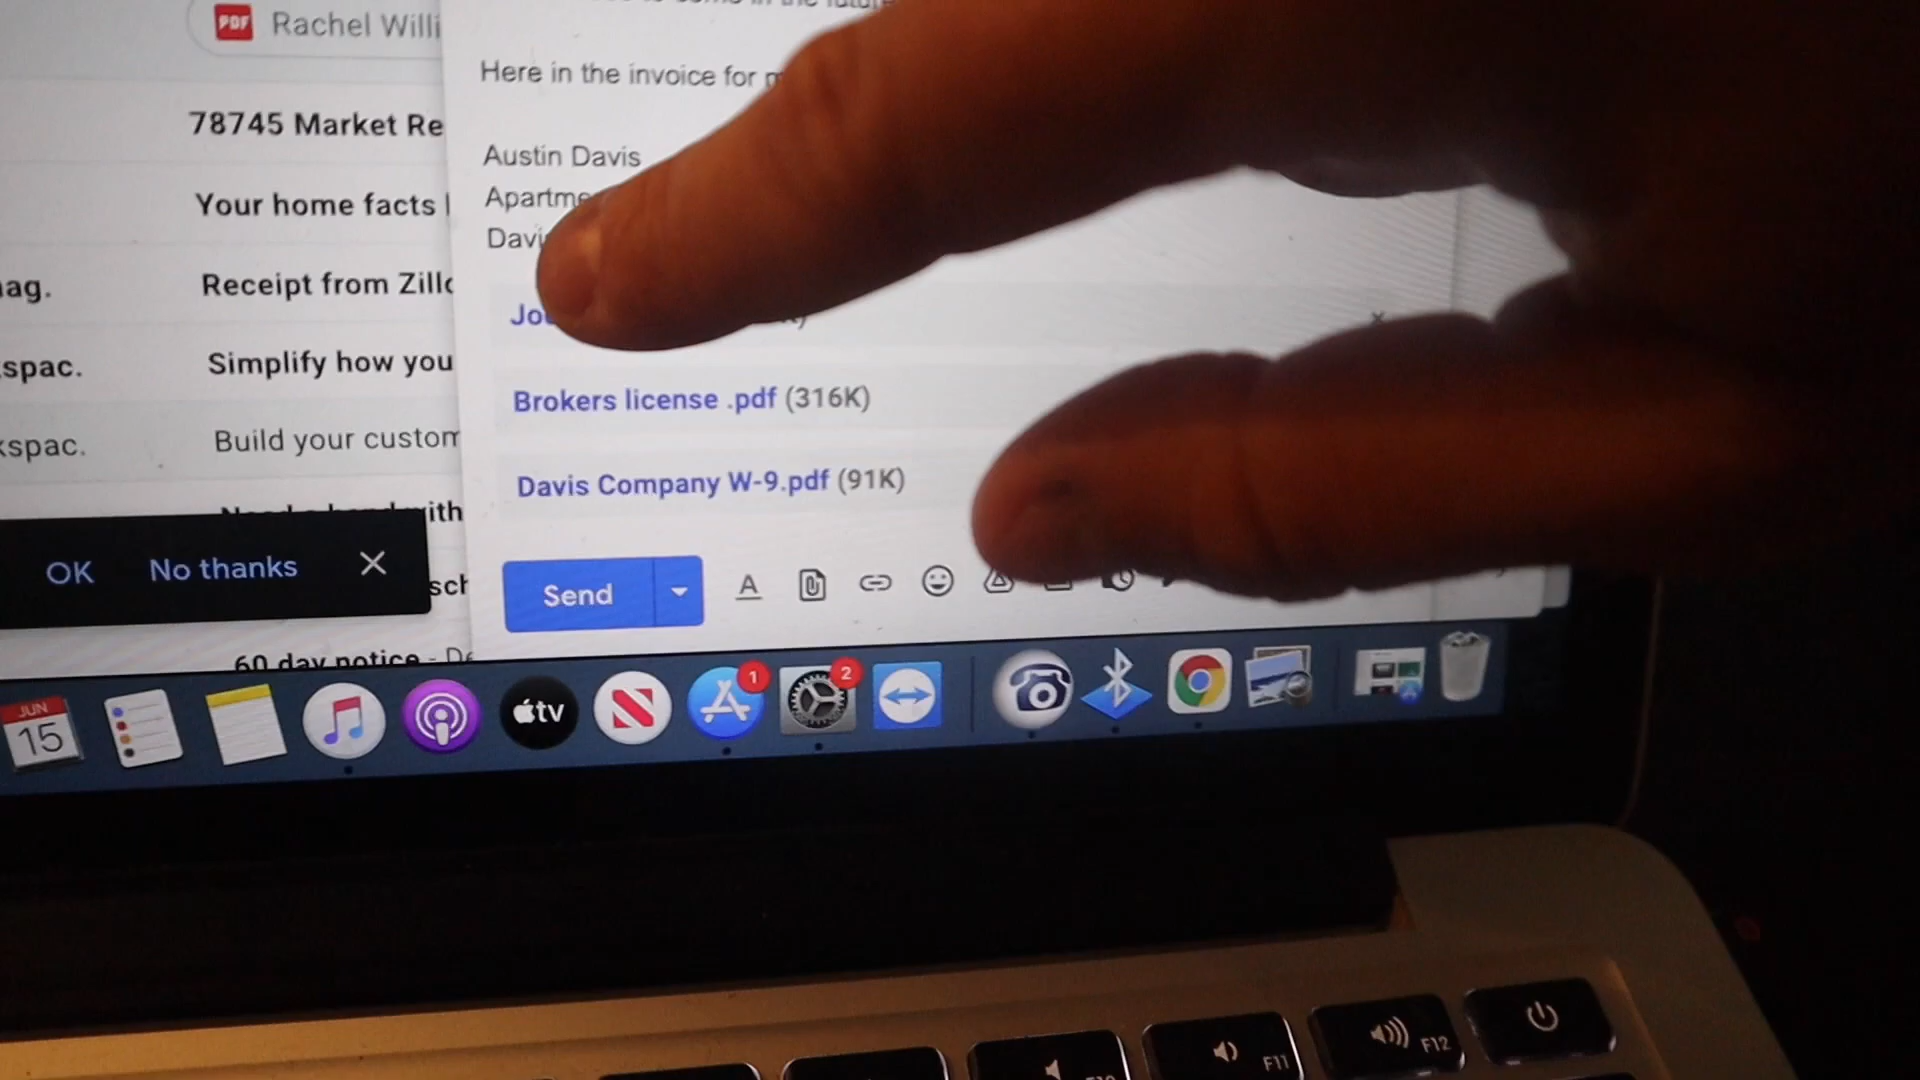 PDF Rachel Willi
Here in the invoice for
78745 Market Re
Austin Davis
Apartme
Your home facts
Davi
ag.
Receipt from Zillo
Jo
spac.
Simplify how you
Brokers license .pdf (316K)
kspac.
Build your custom
Davis Company W-9.pdf (91K)
ith
OK No thanks
sch
Send
60 day notice - De
JUN
15
tv
1
2
F11
F12